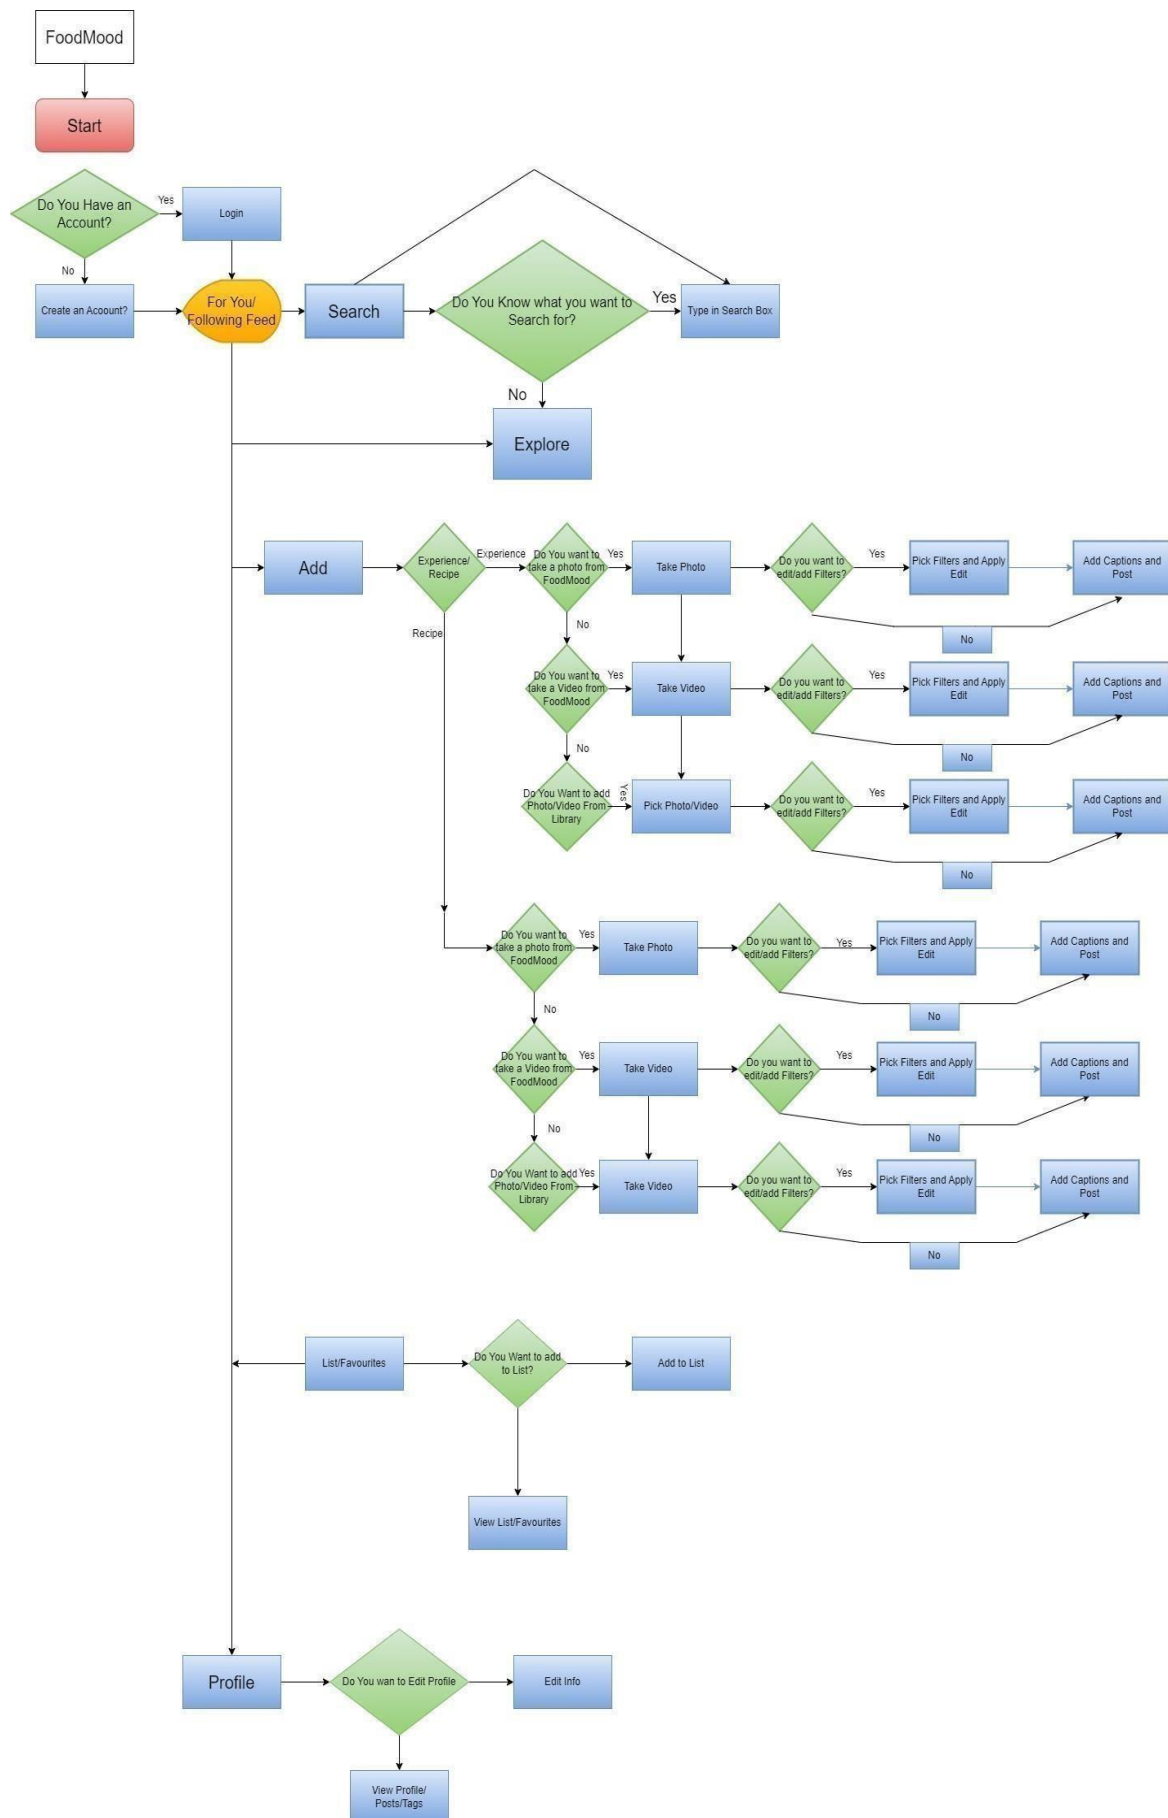 FoodMood
Start
Do You Have an
Account?
Yes
Login
No
Create an Acoount?
For You/
Following Feed
Search
Do You Know what you want to
Search for?
Yes
Type in Search Box
No
Explore
Add
Experience/
Recipe
Experience
Recipe
Do You want to
take a photo from
FoodMood
Yes
Take Photo
Do you want to
edit/add Filters?
Yes
Pick Filters and Apply
Edit
Add Captions and
Post
No
No
Do You want to
take a Video from
FoodMood
Yes
Take Video
Do you want to
edit/add Filters?
Yes
Pick Filters and Apply
Edit
Add Captions and
Post
No
No
Do You Want to add
Photo/Video From
Library
Yes
Pick Photo/Video
Do you want to
edit/add Filters?
Yes
Pick Filters and Apply
Edit
Add Captions and
Post
No
Do You want to
take a photo from
FoodMood
Yes
Take Photo
Do you want to
edit/add Filters?
Yes
Pick Filters and Apply
Edit
Add Captions and
Post
No
No
Do You want to
take a Video from
FoodMood
Yes
Take Video
Do you want to
edit/add Filters?
Yes
Pick Filters and Apply
Edit
Add Captions and
Post
No
No
Do You Want to add
Photo/Video From
Library
Yes
Take Video
Do you want to
edit/add Filters?
Yes
Pick Filters and Apply
Edit
Add Captions and
Post
No
List/Favourites
Do You Want to add
to List?
Add to List
View List/Favourites
Profile
Do You wan to Edit Profile
Edit Info
View Profile/
Posts/Tags